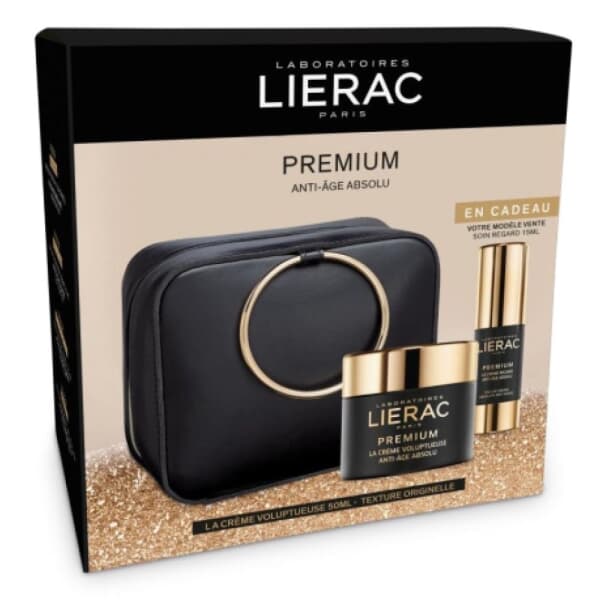 LABORATOIRES
LIERAC
PARIS
PREMIUM
ANTI-ÂGE ABSOLU
EN CADEAU
VOTRE MODÈLE VENTE
SOIN REGARD 15ML
LIERAC
PREMIUM
LABORATOIRES
LIERAC
PARIS
PREMIUM
LA CRÈME VOLUPTUEUSE
ANTI-ÂGE ABSOLU
LA CRÈME VOLUPTUEUSE 50ML - TEXTURE ORIGINELLE